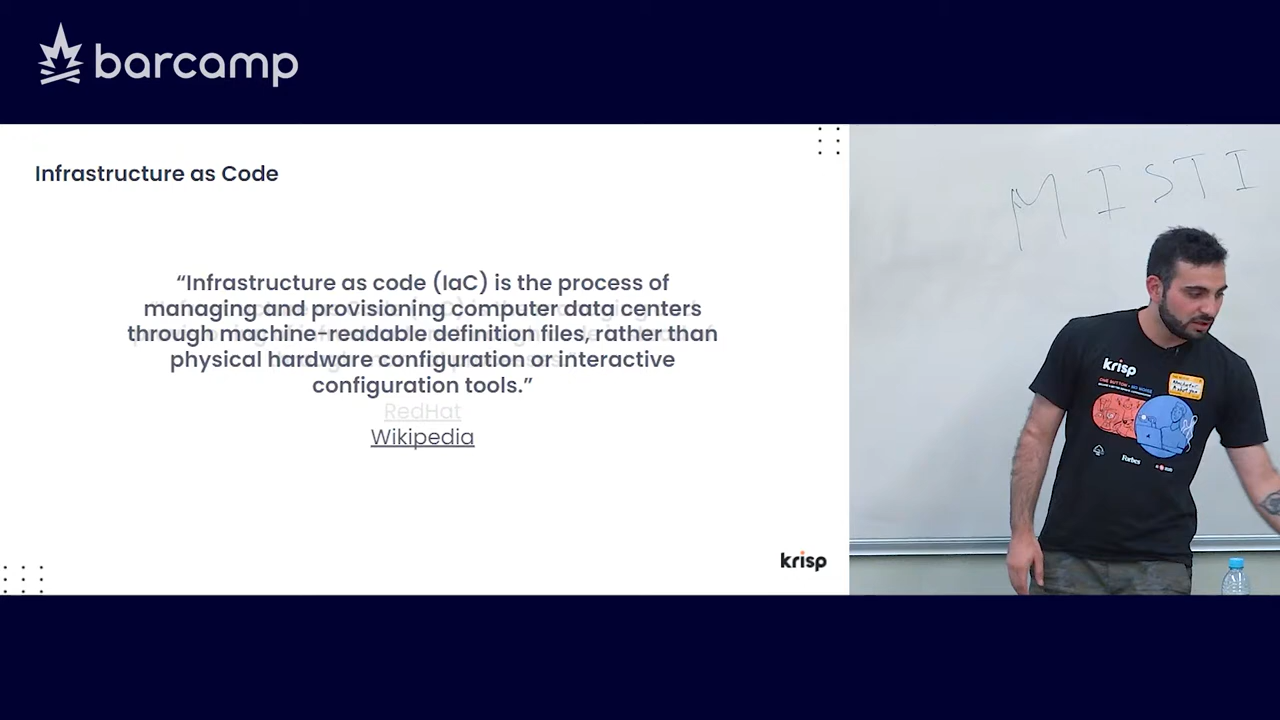 barcamp
Infrastructure as Code
“Infrastructure as code (IaC) is the process of
managing and provisioning computer data centers
through machine-readable definition files, rather than
physical hardware configuration or interactive
configuration tools.”
RedHat
Wikipedia
krisp
MISTI
krisp
ONE BUTTON
Forbes